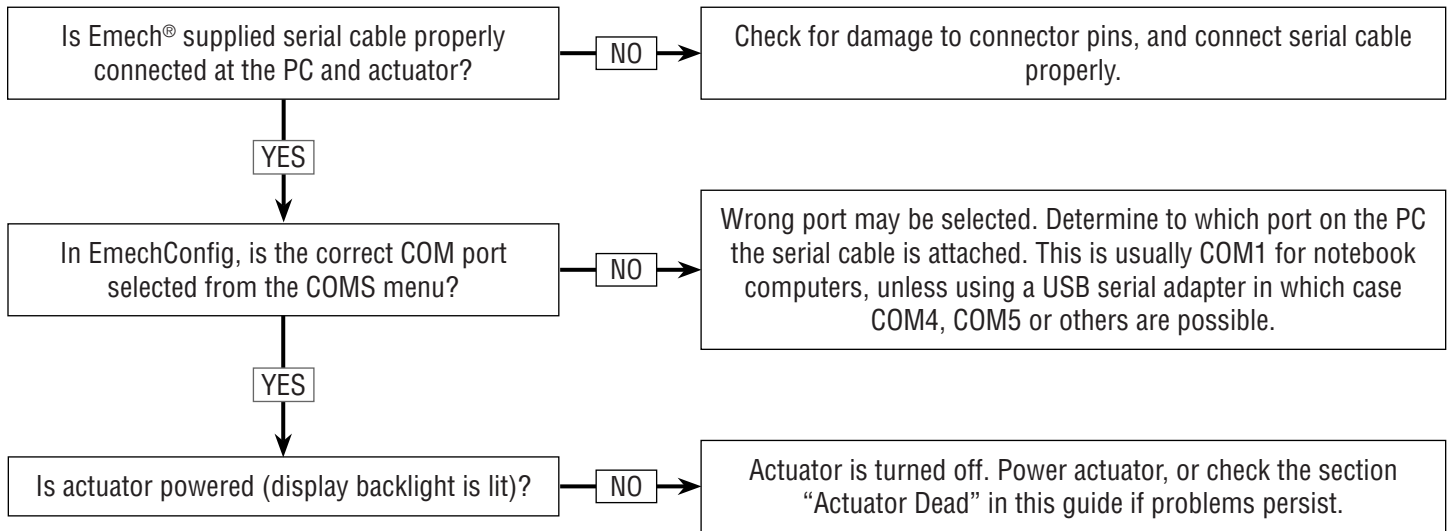 Is Emech® supplied serial cable properly
connected at the PC and actuator?
NO
Check for damage to connector pins, and connect serial cable
properly.
YES
In EmechConfig, is the correct COM port
selected from the COMS menu?
NO
Wrong port may be selected. Determine to which port on the PC
the serial cable is attached. This is usually COM1 for notebook
computers, unless using a USB serial adapter in which case
COM4, COM5 or others are possible.
YES
Is actuator powered (display backlight is lit)?
NO
Actuator is turned off. Power actuator, or check the section
“Actuator Dead” in this guide if problems persist.